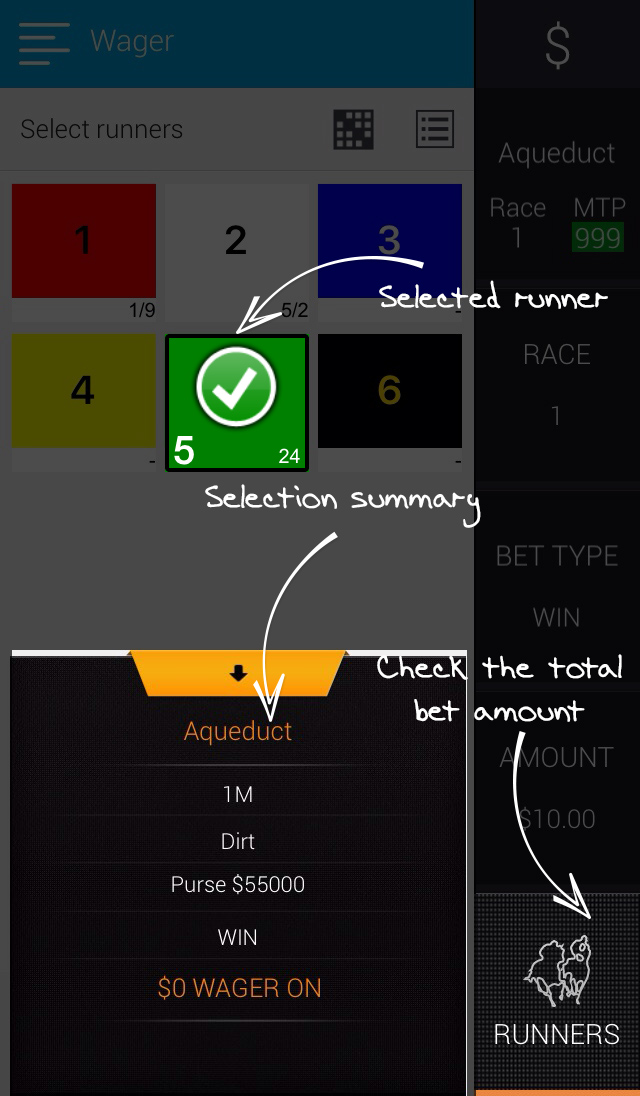 Wager
$
Select runners
Aqueduct
Race MTP
1 999
1
1/9
2
5/2
3
-
Selected runner
4
-
5
24
6
-
RACE
1
Selection summary
BET TYPE
WIN
Check the total
bet amount
AMOUNT
$10.00
Aqueduct
1M
Dirt
Purse $55000
WIN
$0 WAGER ON
RUNNERS